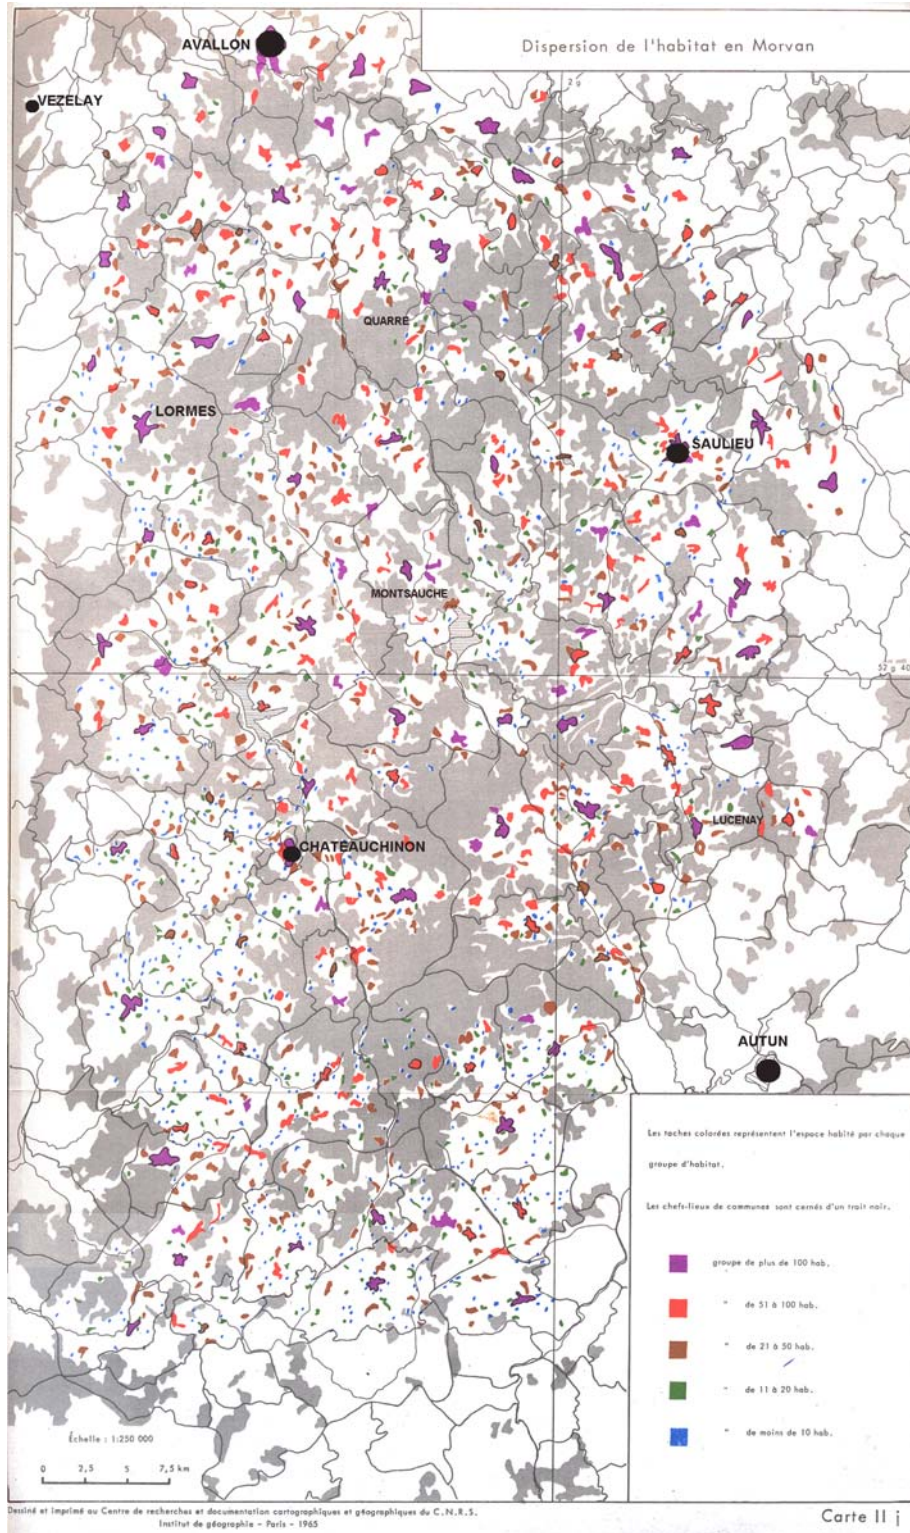 Dispersion de l'habitat en Morvan
AVALLON
2 g
VEZELAY
QUARRE
LORMES
SAULIEU
MONTSAUCHE
52 g 40
LUCENAY
CHATEAUCHINON
AUTUN
Les taches colorées représentent l'espace habité par chaque
groupe d'habitat.
Les chefs-lieux de communes sont cernés d'un trait noir.
groupe de plus de 100 hab.
" de 51 à 100 hab.
" de 21 à 50 hab.
" de 11 à 20 hab.
" de moins de 10 hab.
Échelle : 1:250 000
0 2,5 5 7,5 km
Dessiné et imprimé au Centre de recherches et documentation cartographiques et géographiques du C.N.R.S.
Institut de géographie - Paris - 1965
Carte II j